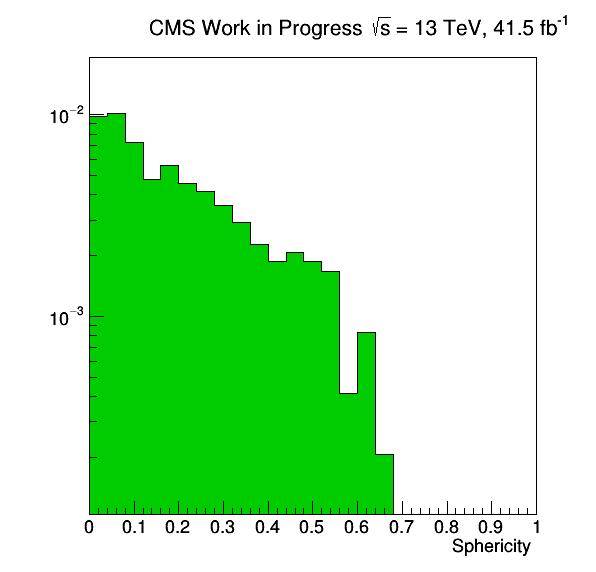 CMS Work in Progress √s = 13 TeV, 41.5 fb⁻¹
10⁻²
10⁻³
0 0.1 0.2 0.3 0.4 0.5 0.6 0.7 0.8 0.9 1
Sphericity